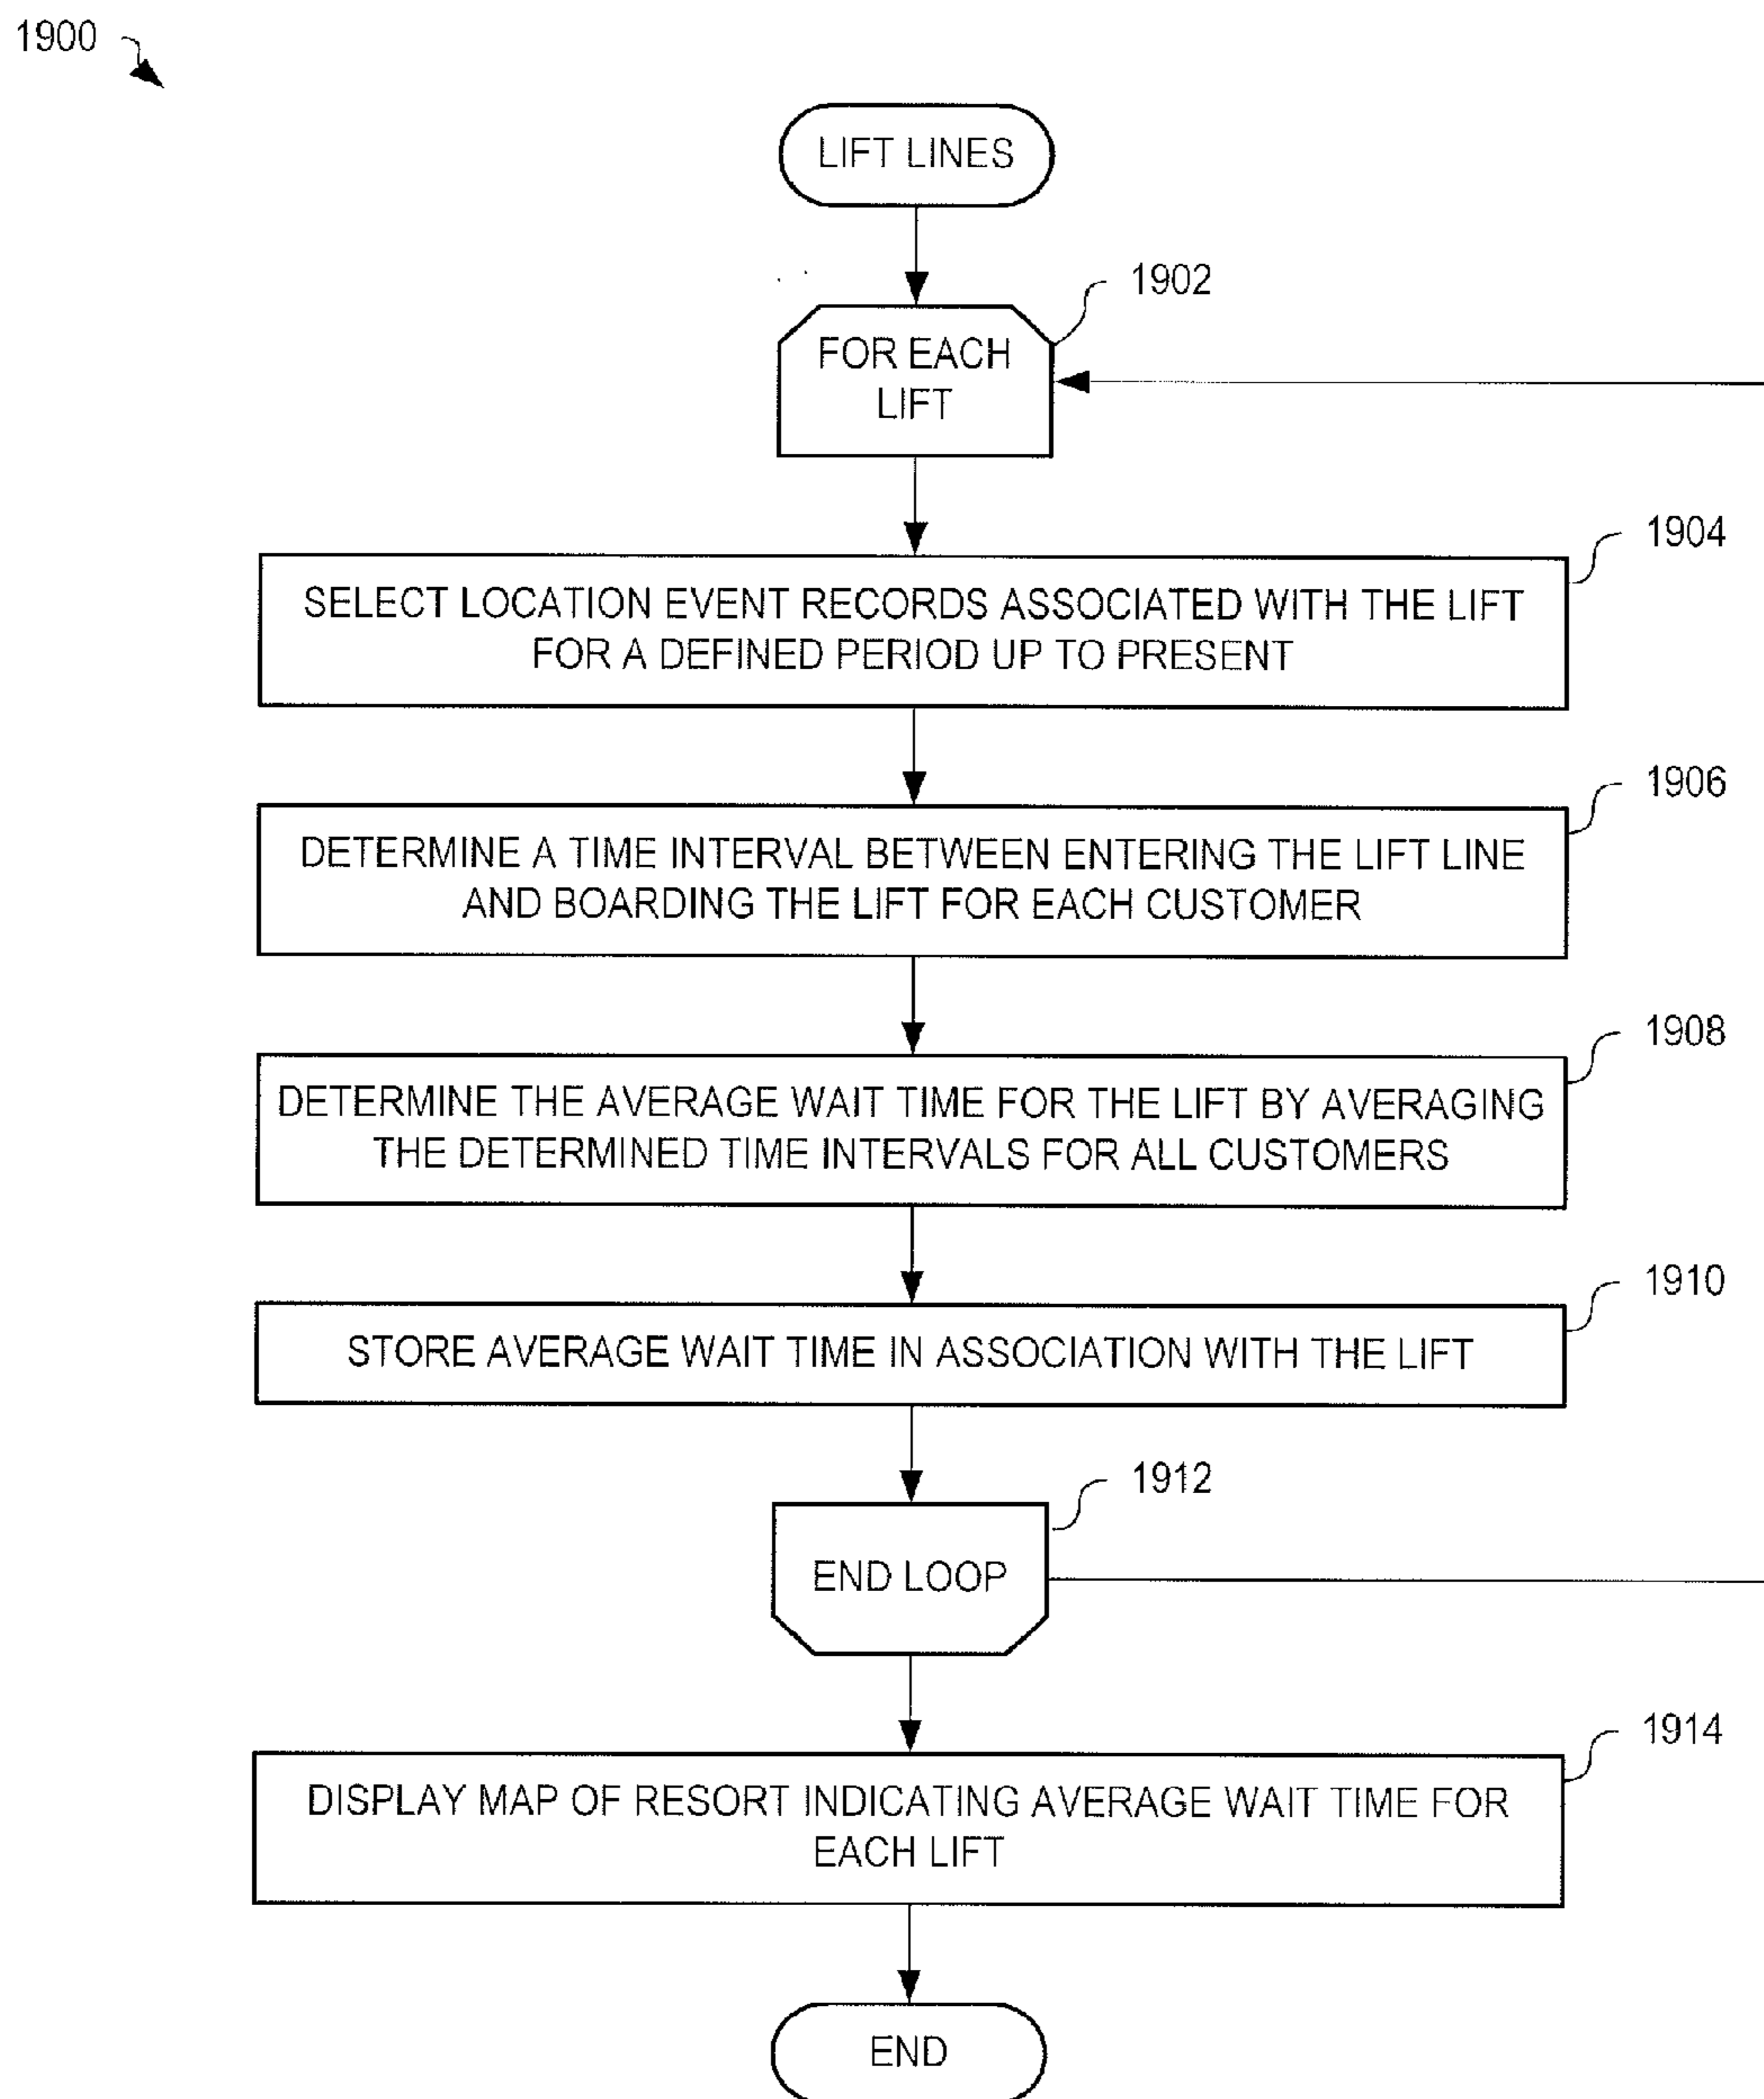 1900
LIFT LINES
1902
FOR EACH
LIFT
1904
SELECT LOCATION EVENT RECORDS ASSOCIATED WITH THE LIFT
FOR A DEFINED PERIOD UP TO PRESENT
1906
DETERMINE A TIME INTERVAL BETWEEN ENTERING THE LIFT LINE
AND BOARDING THE LIFT FOR EACH CUSTOMER
1908
DETERMINE THE AVERAGE WAIT TIME FOR THE LIFT BY AVERAGING
THE DETERMINED TIME INTERVALS FOR ALL CUSTOMERS
1910
STORE AVERAGE WAIT TIME IN ASSOCIATION WITH THE LIFT
1912
END LOOP
1914
DISPLAY MAP OF RESORT INDICATING AVERAGE WAIT TIME FOR
EACH LIFT
END